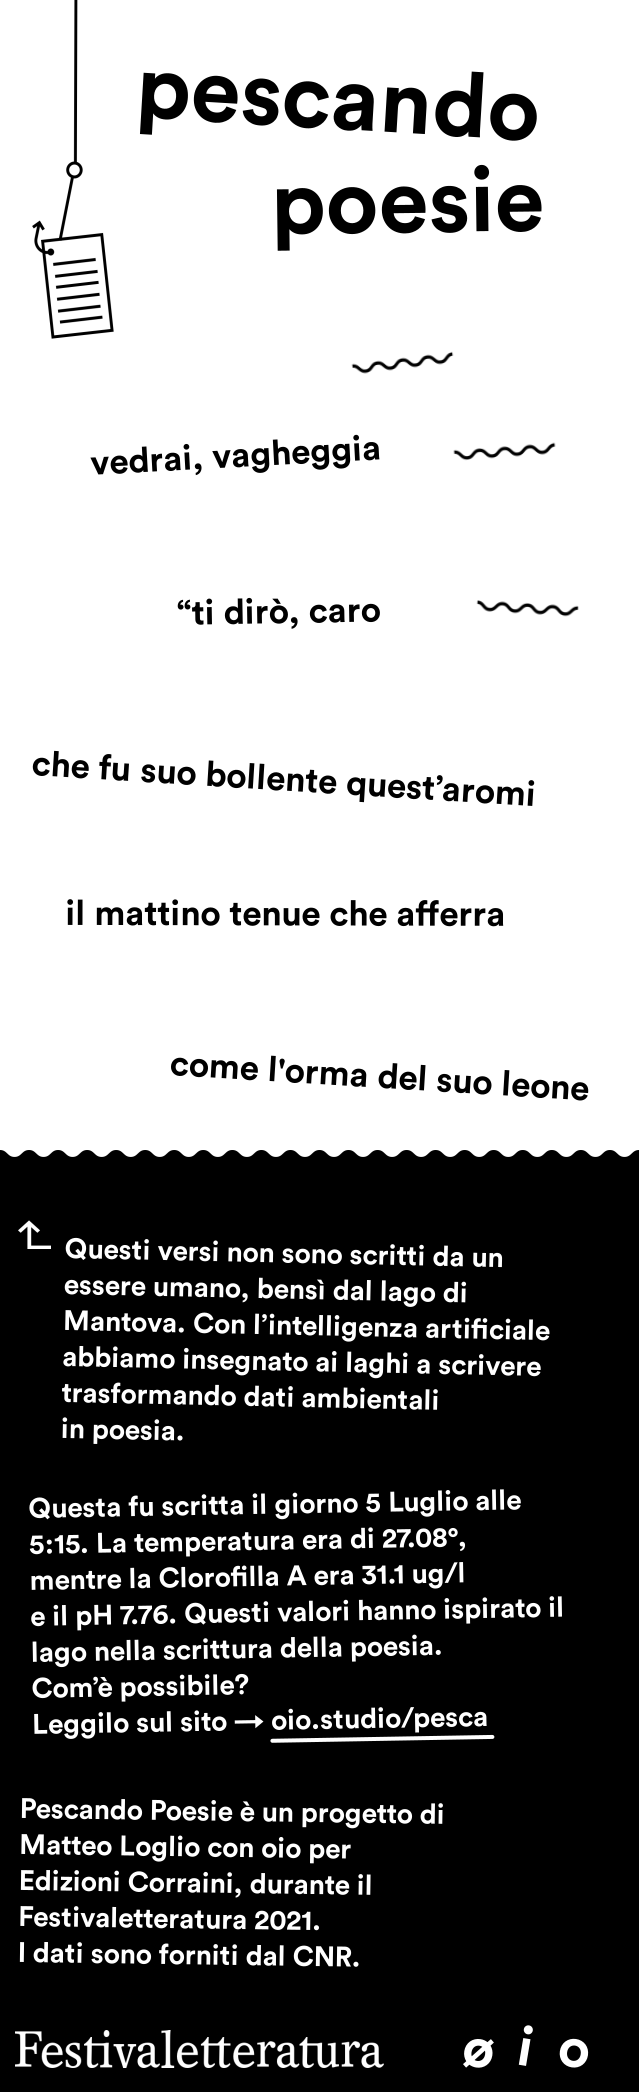 pescando
poesie
vedrai, vagheggia
“ti dirò, caro
che fu suo bollente quest’aromi
il mattino tenue che afferra
come l'orma del suo leone
Questi versi non sono scritti da un
essere umano, bensì dal lago di
Mantova. Con l’intelligenza artificiale
abbiamo insegnato ai laghi a scrivere
trasformando dati ambientali
in poesia.
Questa fu scritta il giorno 5 Luglio alle
5:15. La temperatura era di 27.08°,
mentre la Clorofilla A era 31.1 ug/l
e il pH 7.76. Questi valori hanno ispirato il
lago nella scrittura della poesia.
Com’è possibile?
Leggilo sul sito → oio.studio/pesca
Pescando Poesie è un progetto di
Matteo Loglio con oio per
Edizioni Corraini, durante il
Festivaletteratura 2021.
I dati sono forniti dal CNR.
Festivaletteratura ø i o